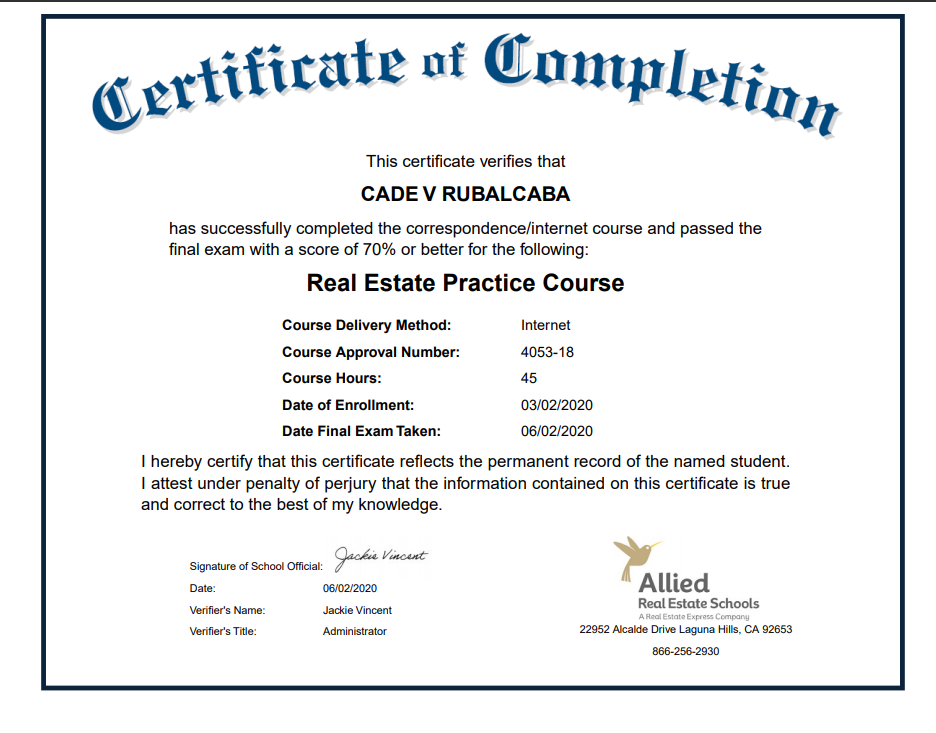 Certificate of Completion
This certificate verifies that
CADE V RUBALCABA
has successfully completed the correspondence/internet course and passed the
final exam with a score of 70% or better for the following:
Real Estate Practice Course
Course Delivery Method: Internet
Course Approval Number: 4053-18
Course Hours: 45
Date of Enrollment: 03/02/2020
Date Final Exam Taken: 06/02/2020
I hereby certify that this certificate reflects the permanent record of the named student.
I attest under penalty of perjury that the information contained on this certificate is true
and correct to the best of my knowledge.
Signature of School Official: Jackie Vincent
Date: 06/02/2020
Verifier's Name: Jackie Vincent
Verifier's Title: Administrator
Allied
Real Estate Schools
A Real Estate Express Company
22952 Alcalde Drive Laguna Hills, CA 92653
866-256-2930